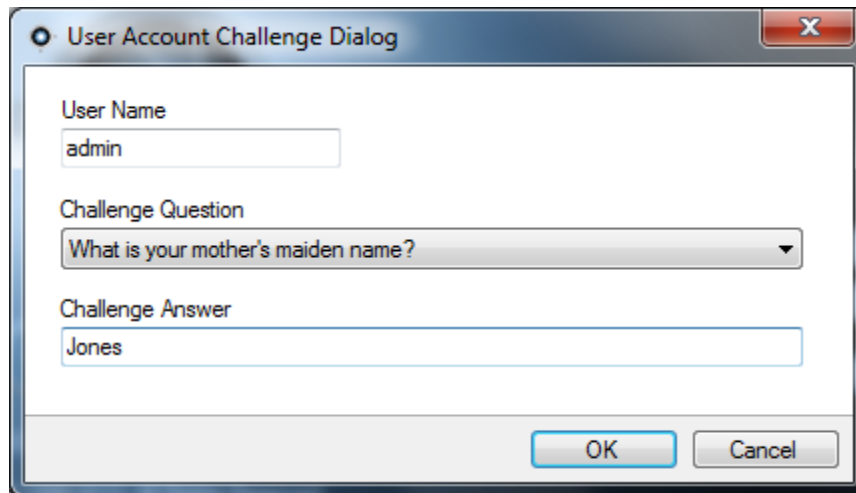 User Account Challenge Dialog
User Name
admin
Challenge Question
What is your mother's maiden name?
Challenge Answer
Jones
OK Cancel